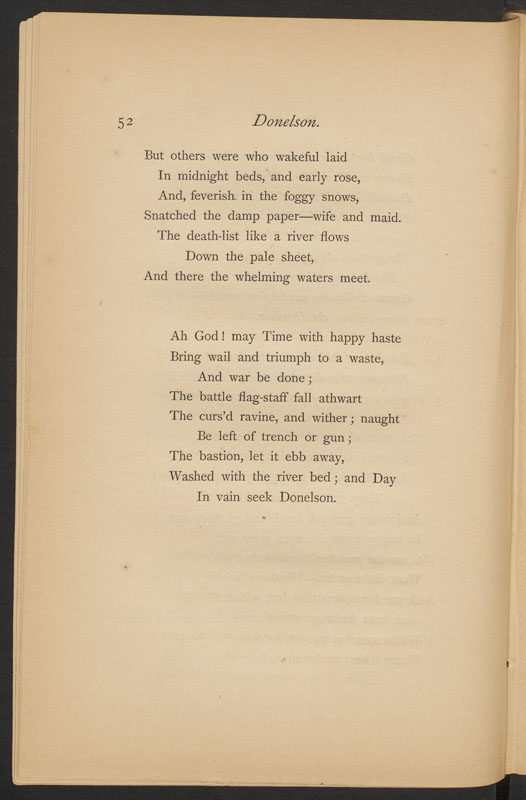 52 Donelson.
But others were who wakeful laid
In midnight beds, and early rose,
And, feverish in the foggy snows,
Snatched the damp paper—wife and maid.
The death-list like a river flows
Down the pale sheet,
And there the whelming waters meet.
Ah God! may Time with happy haste
Bring wail and triumph to a waste,
And war be done;
The battle flag-staff fall athwart
The curs'd ravine, and wither; naught
Be left of trench or gun;
The bastion, let it ebb away,
Washed with the river bed; and Day
In vain seek Donelson.